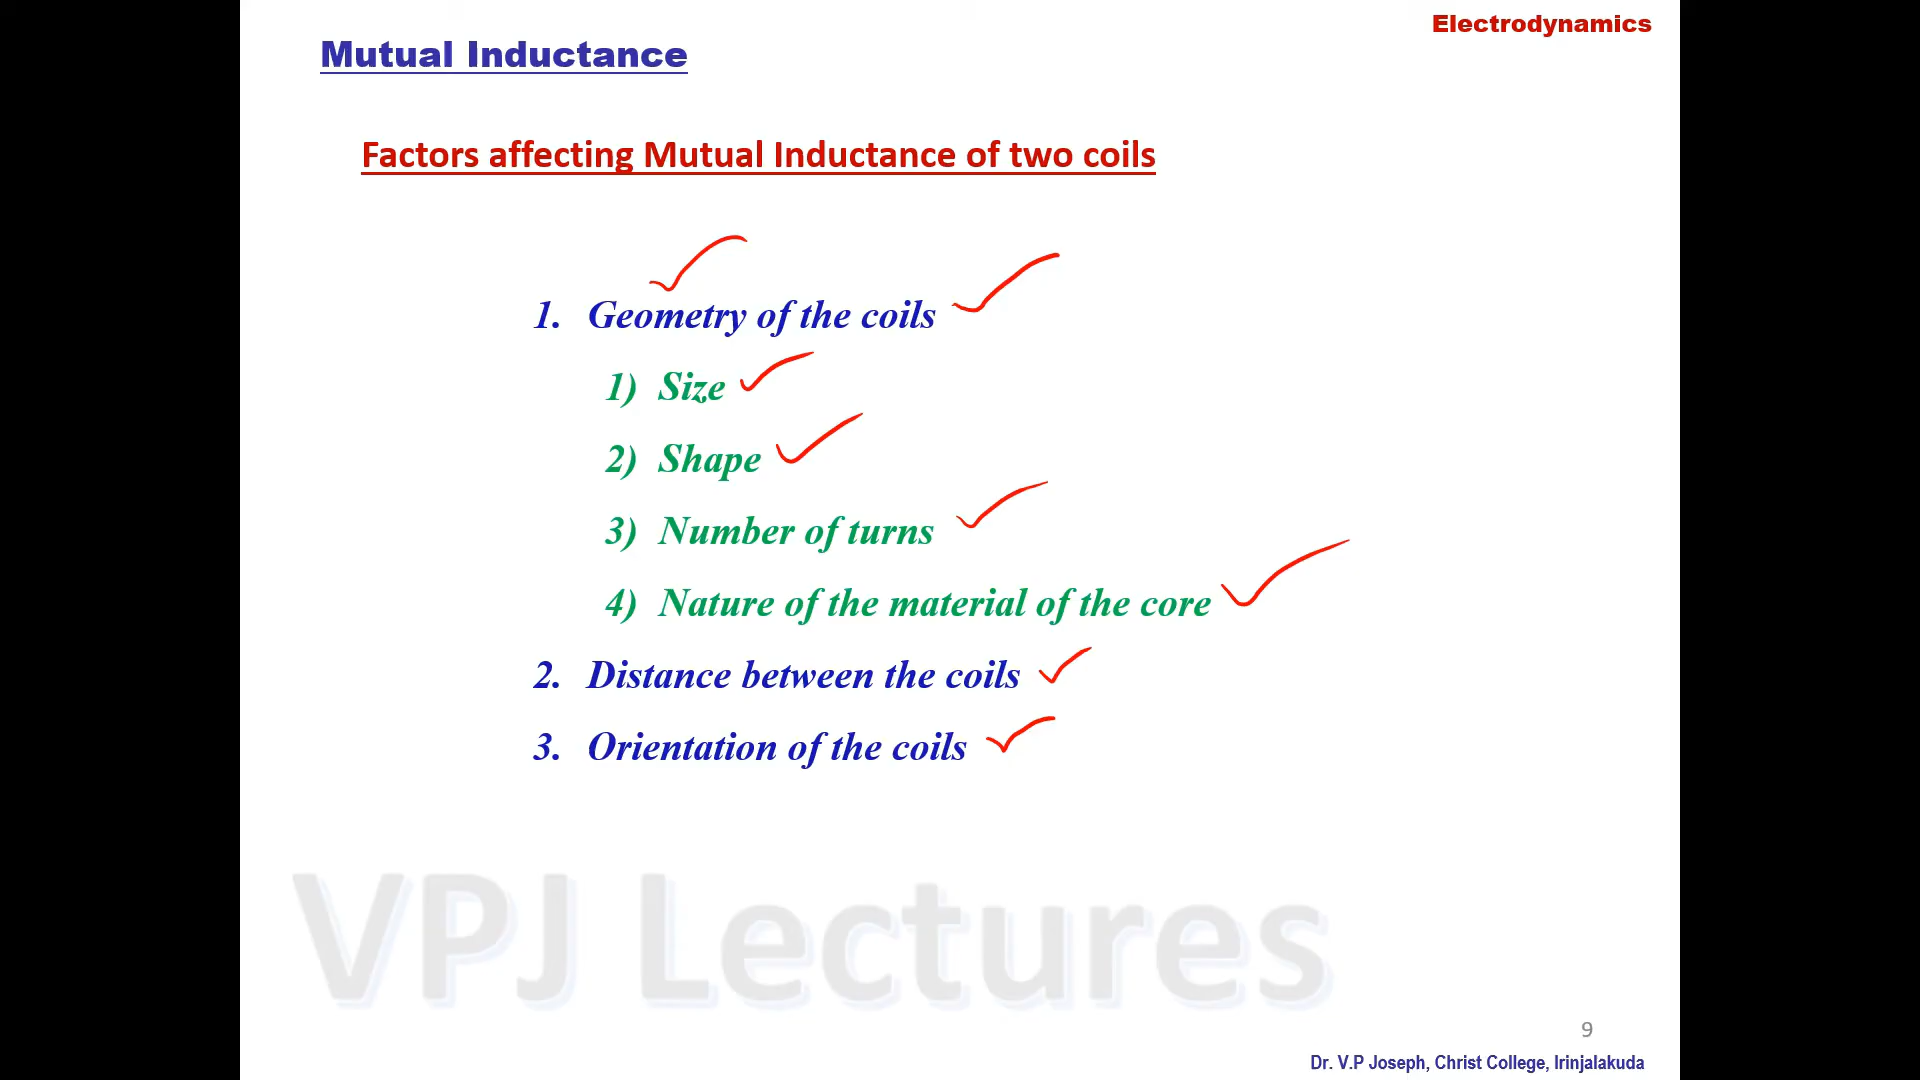 Electrodynamics
Mutual Inductance
Factors affecting Mutual Inductance of two coils
1. Geometry of the coils
1) Size
2) Shape
3) Number of turns
4) Nature of the material of the core
2. Distance between the coils
3. Orientation of the coils
VPJ Lectures
9
Dr. V.P Joseph, Christ College, Irinjalakuda